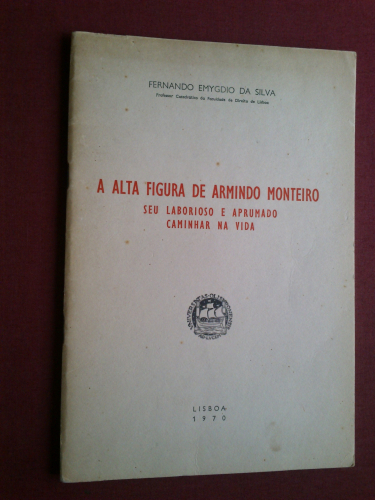 FERNANDO EMYGDIO DA SILVA
Professor Catedrático da Faculdade de Direito de Lisboa
A ALTA FIGURA DE ARMINDO MONTEIRO
SEU LABORIOSO E APRUMADO
CAMINHAR NA VIDA
LISBOA
1970